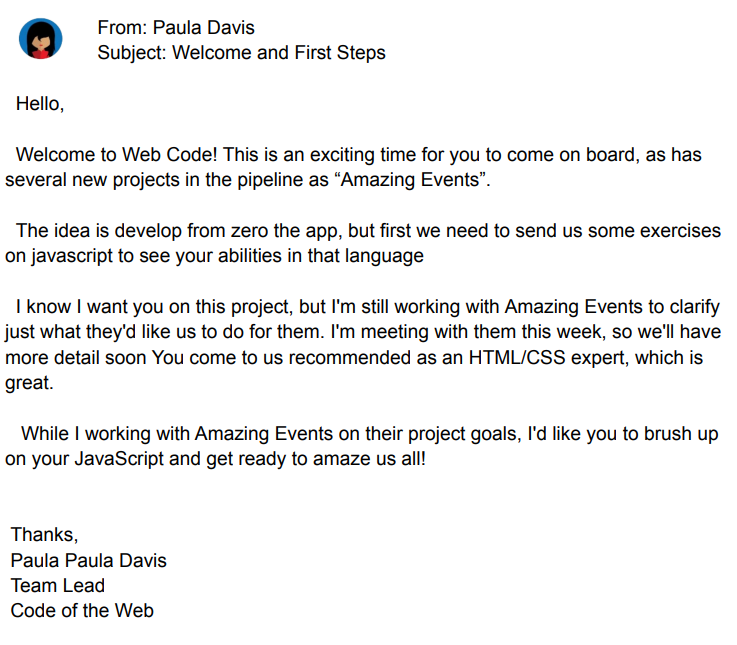 From: Paula Davis
Subject: Welcome and First Steps
Hello,
Welcome to Web Code! This is an exciting time for you to come on board, as has
several new projects in the pipeline as “Amazing Events”.
The idea is develop from zero the app, but first we need to send us some exercises
on javascript to see your abilities in that language
I know I want you on this project, but I'm still working with Amazing Events to clarify
just what they'd like us to do for them. I'm meeting with them this week, so we'll have
more detail soon You come to us recommended as an HTML/CSS expert, which is
great.
While I working with Amazing Events on their project goals, I'd like you to brush up
on your JavaScript and get ready to amaze us all!
Thanks,
Paula Paula Davis
Team Lead
Code of the Web